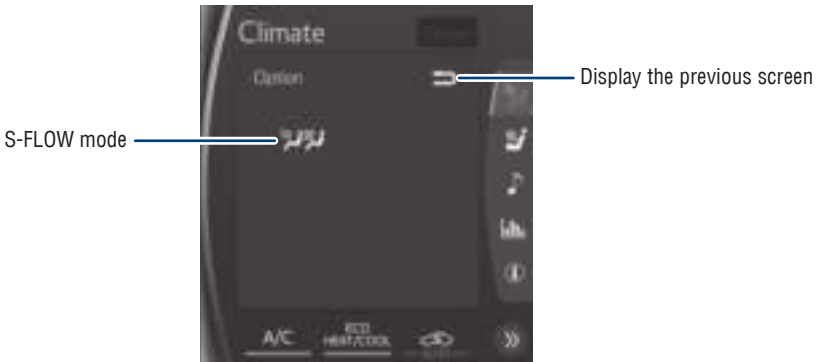 Climate
Option
Display the previous screen
S-FLOW mode
A/C
ECO
HEAT/COOL